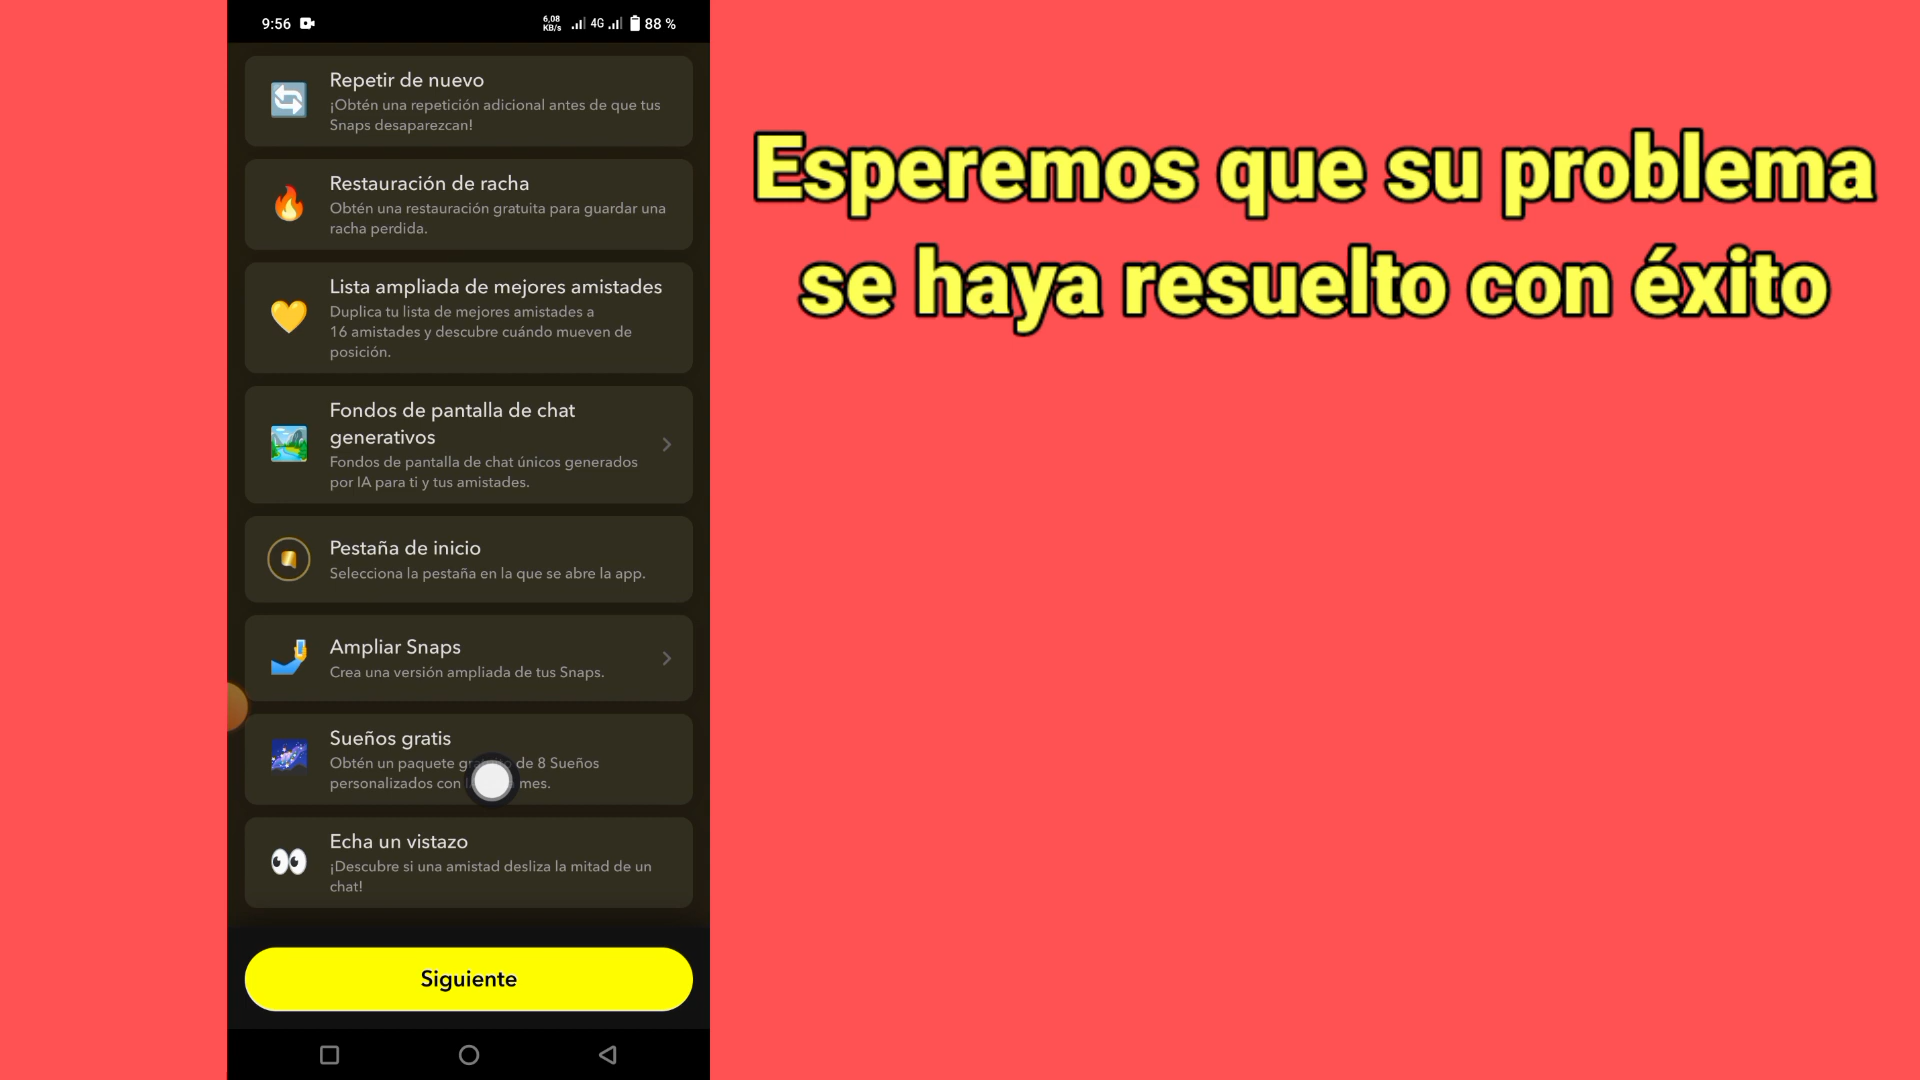 9:56
6,08
KB/s
4G
88 %
Repetir de nuevo
¡Obtén una repetición adicional antes de que tus
Snaps desaparezcan!
Restauración de racha
Obtén una restauración gratuita para guardar una
racha perdida.
Lista ampliada de mejores amistades
Duplica tu lista de mejores amistades a
16 amistades y descubre cuándo mueven de
posición.
Fondos de pantalla de chat
generativos
Fondos de pantalla de chat únicos generados
por IA para ti y tus amistades.
Pestaña de inicio
Selecciona la pestaña en la que se abre la app.
Ampliar Snaps
Crea una versión ampliada de tus Snaps.
Sueños gratis
Obtén un paquete de 8 Sueños
personalizados con mes.
Echa un vistazo
¡Descubre si una amistad desliza la mitad de un
chat!
Siguiente
Esperemos que su problema
se haya resuelto con éxito